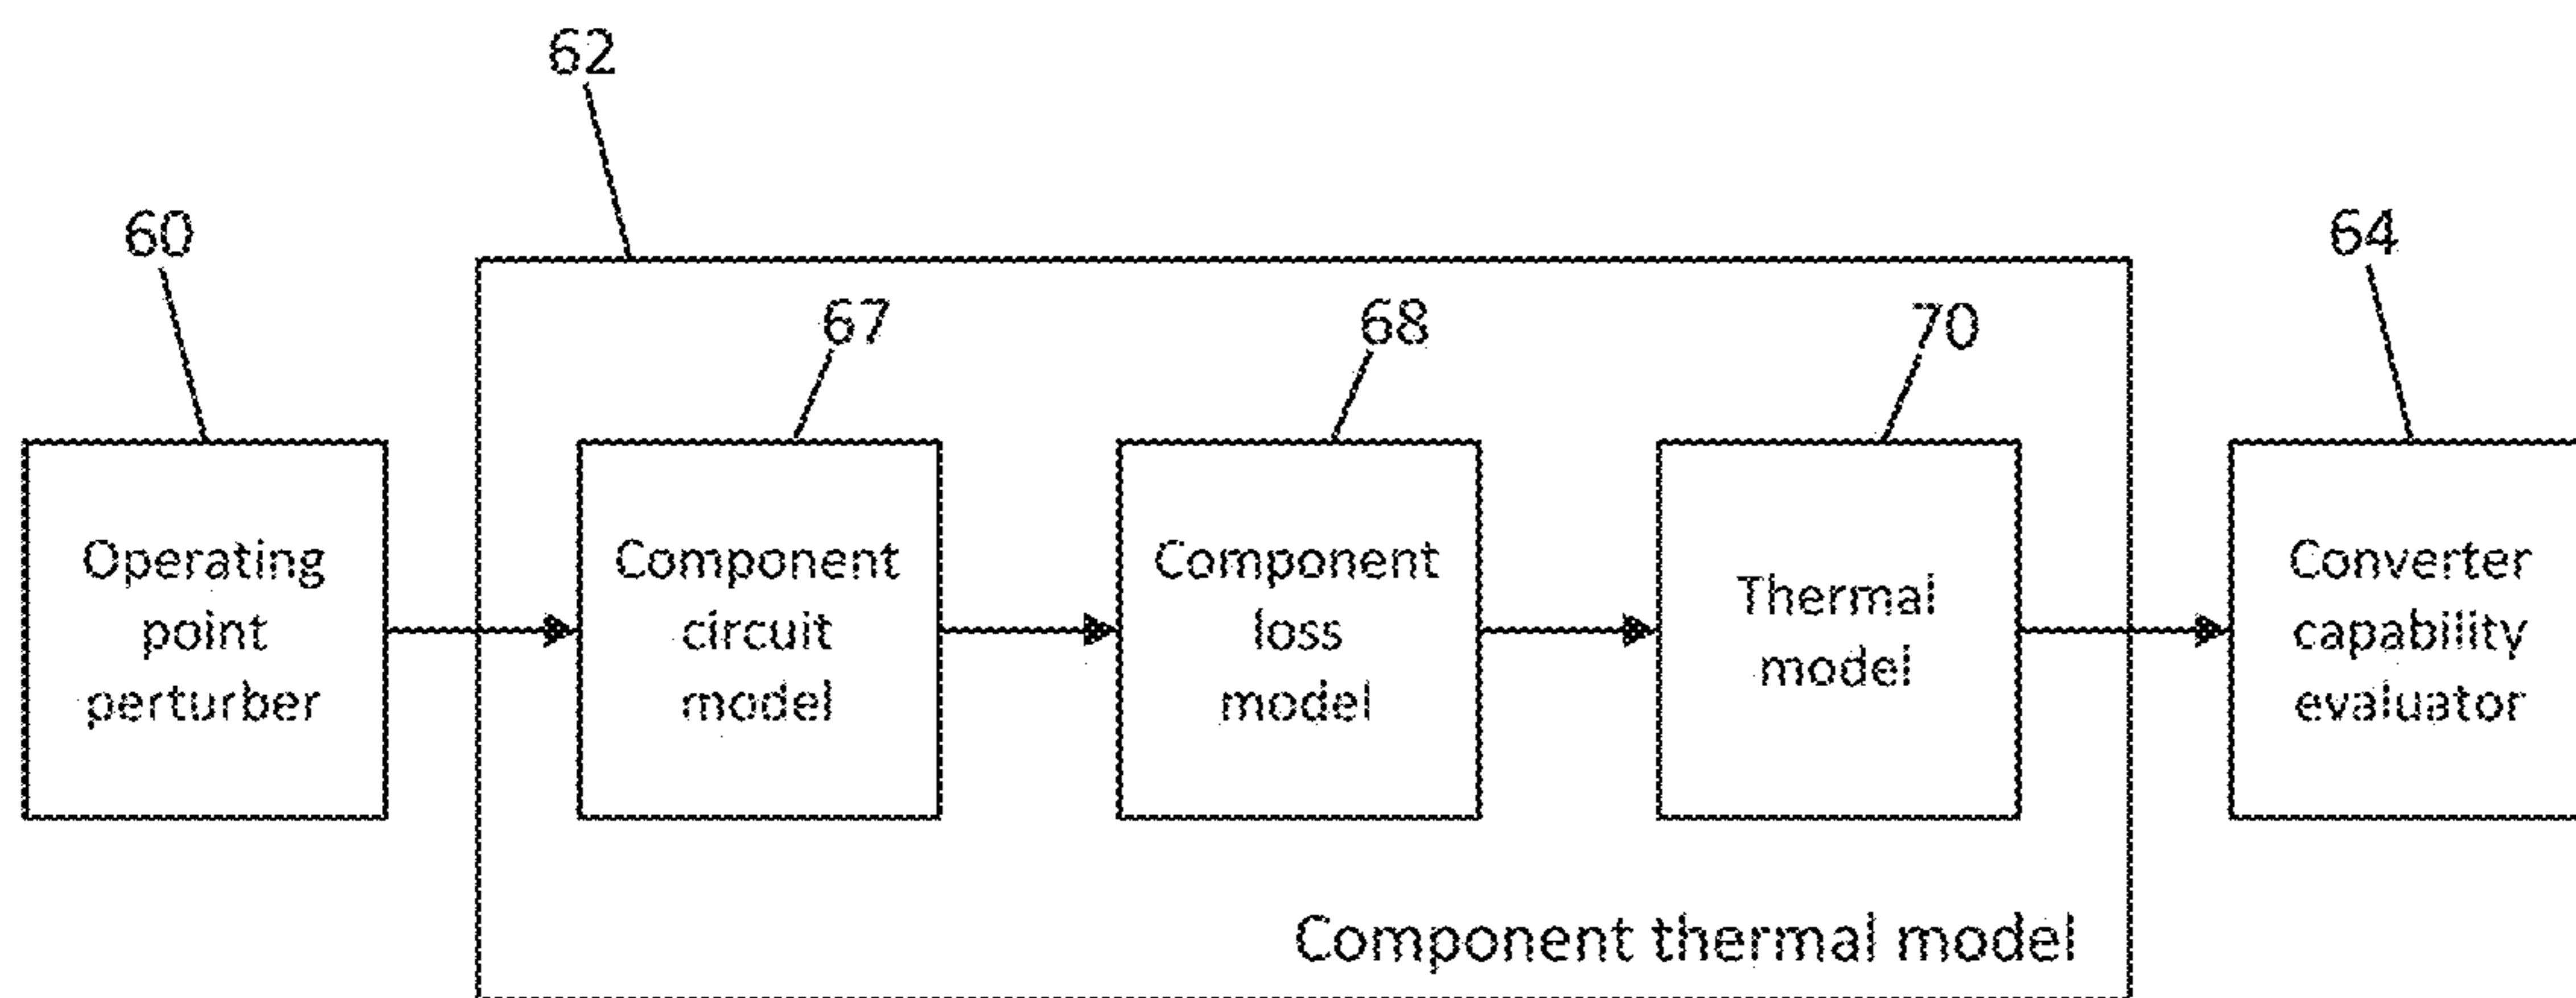 62
60
64
67
68
70
Operating
point
perturber
Component
circuit
model
Component
loss
model
Thermal
model
Converter
capability
evaluator
Component thermal model